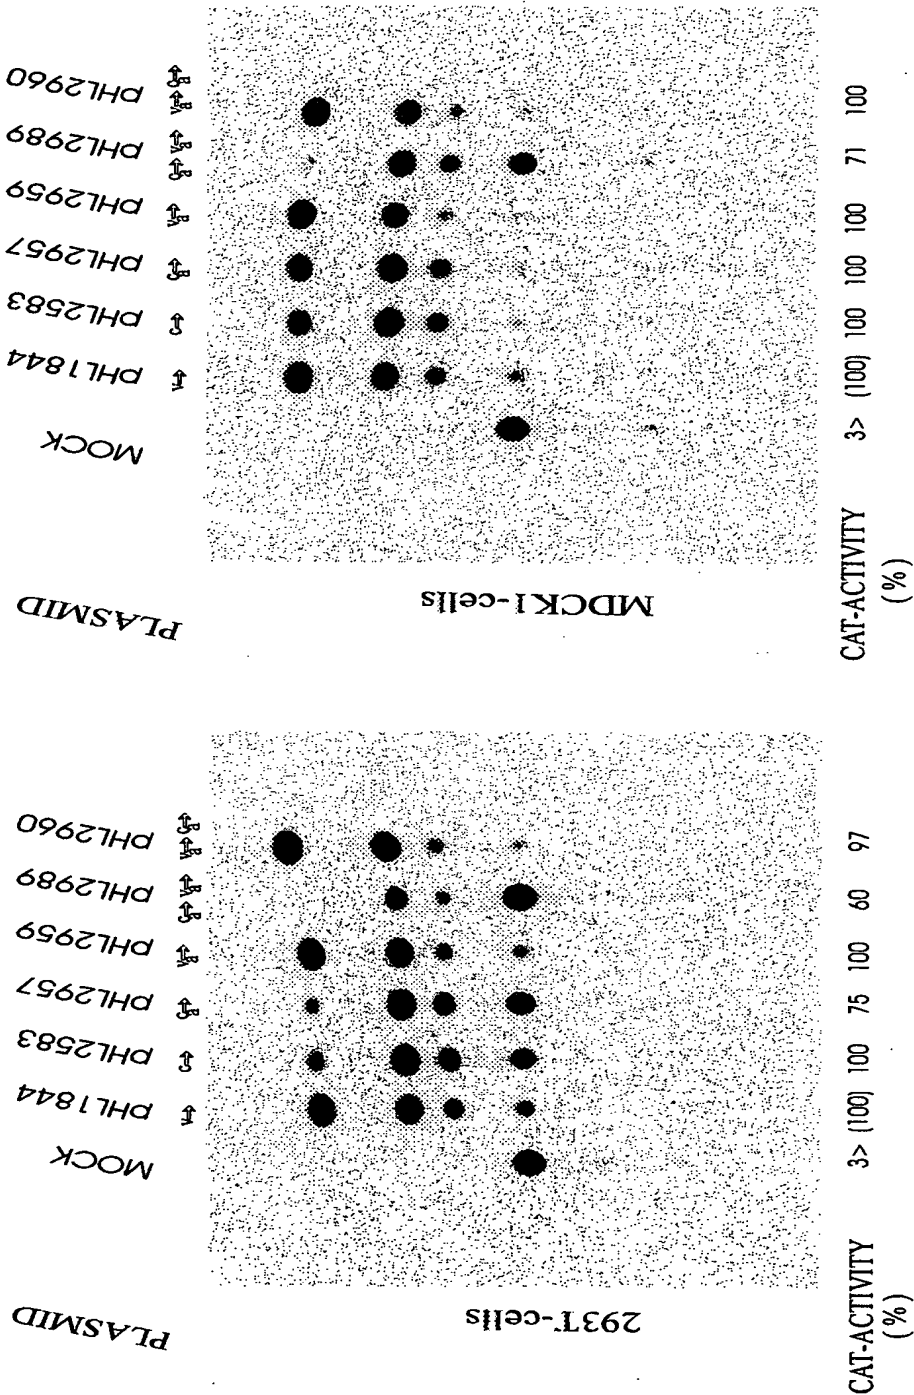 PLASMID
MOCK
pHL1844
pHL2583
pHL2957
pHL2959
pHL2989
pHL2960
MDCK1-cells
CAT-ACTIVITY
(%)
3> (100) 100 100 100 71 100
PLASMID
MOCK
pHL1844
pHL2583
pHL2957
pHL2959
pHL2989
pHL2960
293T-cells
CAT-ACTIVITY
(%)
3> (100) 100 75 100 60 97